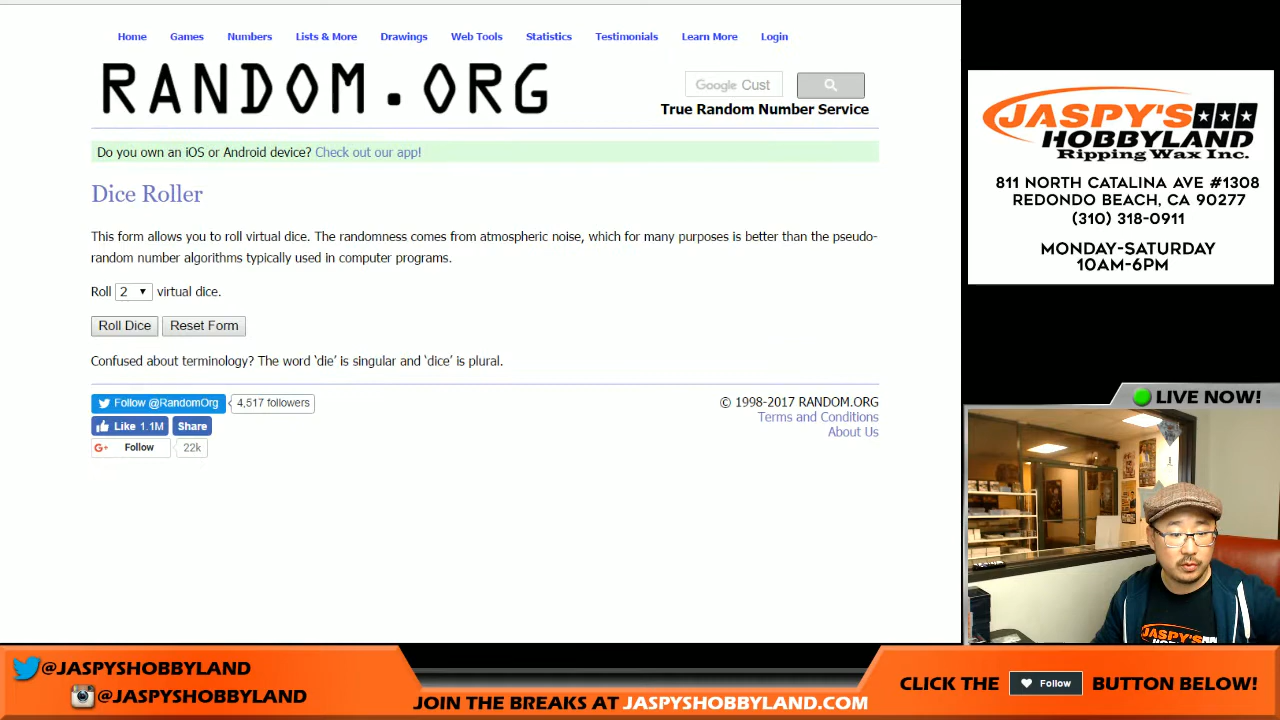 Home Games Numbers Lists & More Drawings Web Tools Statistics Testimonials Learn More Login
RANDOM.ORG
Google Cust
True Random Number Service
Do you own an iOS or Android device? Check out our app!
Dice Roller
This form allows you to roll virtual dice. The randomness comes from atmospheric noise, which for many purposes is better than the pseudo-
random number algorithms typically used in computer programs.
Roll 2 virtual dice.
Roll Dice Reset Form
Confused about terminology? The word ‘die’ is singular and ‘dice’ is plural.
Follow @RandomOrg 4,517 followers
Like 1.1M Share
G+ Follow 22k
© 1998-2017 RANDOM.ORG
Terms and Conditions
About Us
JASPY'S
HOBBYLAND
Ripping Wax Inc.
811 NORTH CATALINA AVE #1308
REDONDO BEACH, CA 90277
(310) 318-0911
MONDAY-SATURDAY
10AM-6PM
LIVE NOW!
JASPY'S
@JASPYSHOBBYLAND
@JASPYSHOBBYLAND
JOIN THE BREAKS AT JASPYSHOBBYLAND.COM
CLICK THE Follow BUTTON BELOW!